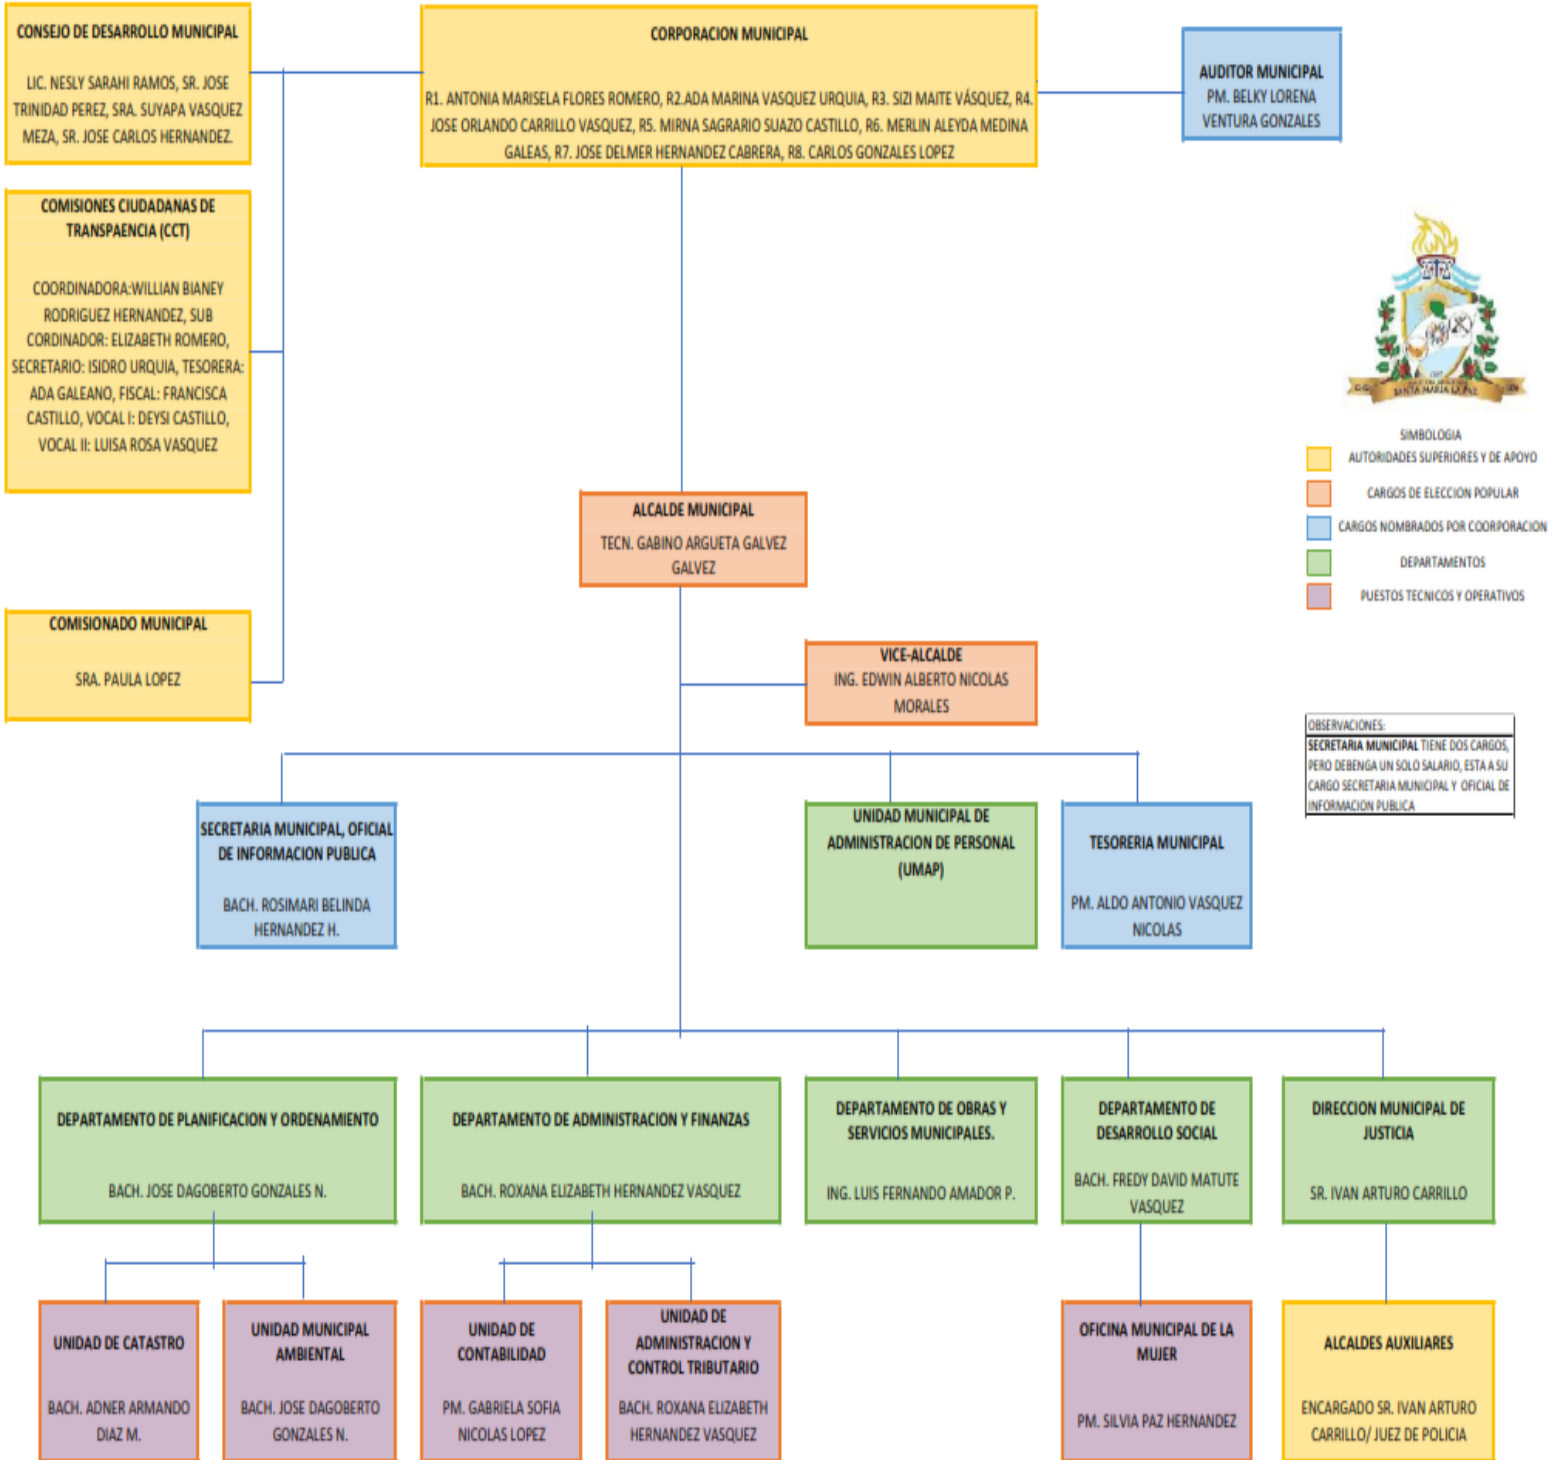 CONSEJO DE DESARROLLO MUNICIPAL
LIC. NESLY SARAHI RAMOS, SR. JOSE
TRINIDAD PEREZ, SRA. SUYAPA VASQUEZ
MEZA, SR. JOSE CARLOS HERNANDEZ.
CORPORACION MUNICIPAL
R1. ANTONIA MARISELA FLORES ROMERO, R2.ADA MARINA VASQUEZ URQUIA, R3. SIZI MAITE VÁSQUEZ, R4.
JOSE ORLANDO CARRILLO VASQUEZ, R5. MIRNA SAGRARIO SUAZO CASTILLO, R6. MERLIN ALEYDA MEDINA
GALEAS, R7. JOSE DELMER HERNANDEZ CABRERA, R8. CARLOS GONZALES LOPEZ
AUDITOR MUNICIPAL
PM. BELKY LORENA
VENTURA GONZALES
COMISIONES CIUDADANAS DE
TRANSPAENCIA (CCT)
COORDINADORA:WILLIAN BIANEY
RODRIGUEZ HERNANDEZ, SUB
CORDINADOR: ELIZABETH ROMERO,
SECRETARIO: ISIDRO URQUIA, TESORERA:
ADA GALEANO, FISCAL: FRANCISCA
CASTILLO, VOCAL I: DEYSI CASTILLO,
VOCAL II: LUISA ROSA VASQUEZ
SANTA MARIA LA PAZ
SIMBOLOGIA
AUTORIDADES SUPERIORES Y DE APOYO
CARGOS DE ELECCION POPULAR
CARGOS NOMBRADOS POR COORPORACION
DEPARTAMENTOS
PUESTOS TECNICOS Y OPERATIVOS
ALCALDE MUNICIPAL
TECN. GABINO ARGUETA GALVEZ
GALVEZ
COMISIONADO MUNICIPAL
SRA. PAULA LOPEZ
VICE-ALCALDE
ING. EDWIN ALBERTO NICOLAS
MORALES
OBSERVACIONES:
SECRETARIA MUNICIPAL TIENE DOS CARGOS,
PERO DEBENGA UN SOLO SALARIO, ESTA A SU
CARGO SECRETARIA MUNICIPAL Y OFICIAL DE
INFORMACION PUBLICA
SECRETARIA MUNICIPAL, OFICIAL
DE INFORMACION PUBLICA
BACH. ROSIMARI BELINDA
HERNANDEZ H.
UNIDAD MUNICIPAL DE
ADMINISTRACION DE PERSONAL
(UMAP)
TESORERIA MUNICIPAL
PM. ALDO ANTONIO VASQUEZ
NICOLAS
DEPARTAMENTO DE PLANIFICACION Y ORDENAMIENTO
BACH. JOSE DAGOBERTO GONZALES N.
DEPARTAMENTO DE ADMINISTRACION Y FINANZAS
BACH. ROXANA ELIZABETH HERNANDEZ VASQUEZ
DEPARTAMENTO DE OBRAS Y
SERVICIOS MUNICIPALES.
ING. LUIS FERNANDO AMADOR P.
DEPARTAMENTO DE
DESARROLLO SOCIAL
BACH. FREDY DAVID MATUTE
VASQUEZ
DIRECCION MUNICIPAL DE
JUSTICIA
SR. IVAN ARTURO CARRILLO
UNIDAD DE CATASTRO
BACH. ADNER ARMANDO
DIAZ M.
UNIDAD MUNICIPAL
AMBIENTAL
BACH. JOSE DAGOBERTO
GONZALES N.
UNIDAD DE
CONTABILIDAD
PM. GABRIELA SOFIA
NICOLAS LOPEZ
UNIDAD DE
ADMINISTRACION Y
CONTROL TRIBUTARIO
BACH. ROXANA ELIZABETH
HERNANDEZ VASQUEZ
OFICINA MUNICIPAL DE LA
MUJER
PM. SILVIA PAZ HERNANDEZ
ALCALDES AUXILIARES
ENCARGADO SR. IVAN ARTURO
CARRILLO/ JUEZ DE POLICIA